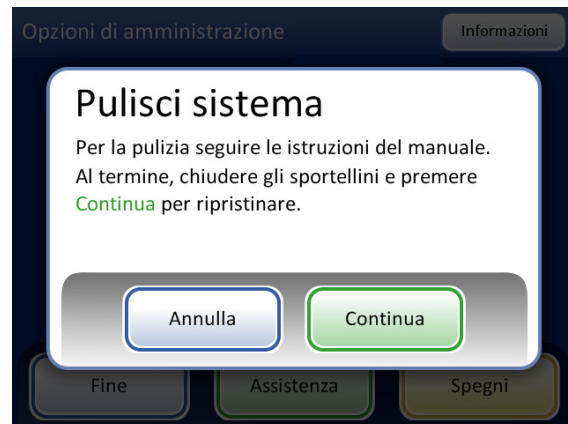 Opzioni di amministrazione
Informazioni
Pulisci sistema
Per la pulizia seguire le istruzioni del manuale.
Al termine, chiudere gli sportellini e premere
Continua per ripristinare.
Annulla
Continua
Fine
Assistenza
Spegni